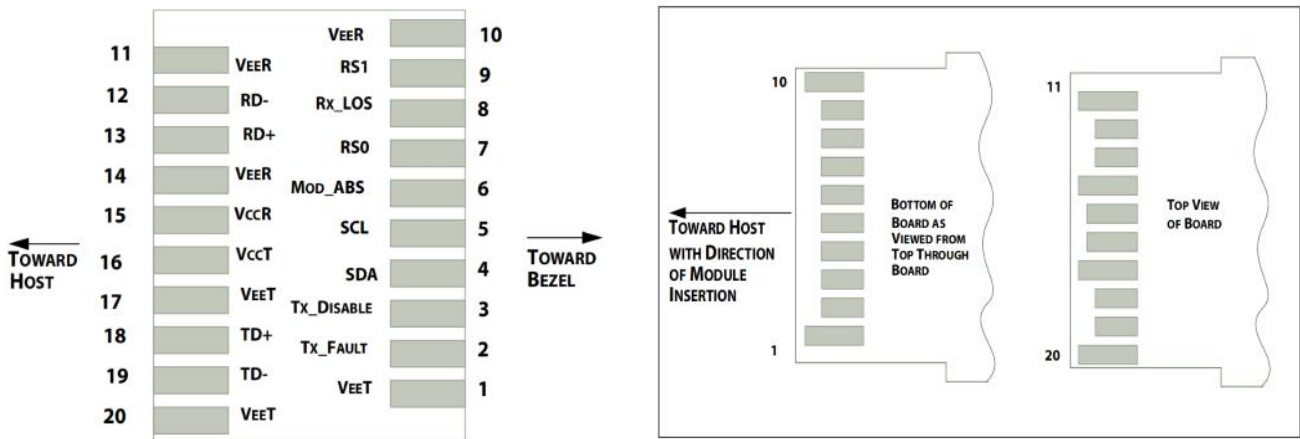 11
VEER
12
RD-
13
RD+
14
VEER
15
VCCR
16
VCCT
17
VEET
18
TD+
19
TD-
20
VEET
TOWARD
HOST
VEER
10
RS1
9
RX_LOS
8
RS0
7
MOD_ABS
6
SCL
5
SDA
4
TX_DISABLE
3
TX_FAULT
2
VEET
1
TOWARD
BEZEL
TOWARD HOST
WITH DIRECTION
OF MODULE
INSERTION
10
1
BOTTOM OF
BOARD AS
VIEWED FROM
TOP THROUGH
BOARD
11
20
TOP VIEW
OF BOARD